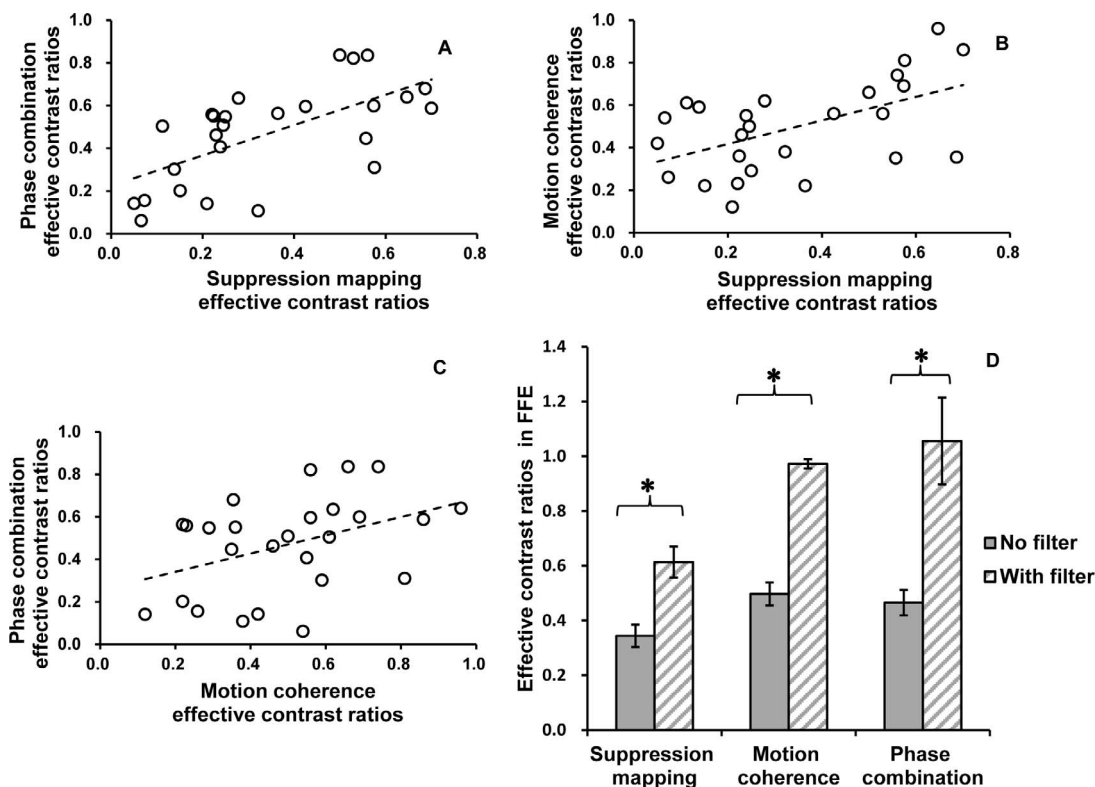 A
Phase combination
effective contrast ratios
1.0
0.8
0.6
0.4
0.2
0.0
0.0 0.2 0.4 0.6 0.8
Suppression mapping
effective contrast ratios
B
Motion coherence
effective contrast ratios
1.0
0.8
0.6
0.4
0.2
0.0
0.0 0.2 0.4 0.6 0.8
Suppression mapping
effective contrast ratios
C
Phase combination
effective contrast ratios
1.0
0.8
0.6
0.4
0.2
0.0
0.0 0.2 0.4 0.6 0.8 1.0
Motion coherence
effective contrast ratios
D
Effective contrast ratios in FFE
1.4
1.2
1.0
0.8
0.6
0.4
0.2
0.0
* * *
Suppression
mapping
Motion
coherence
Phase
combination
No filter
With filter